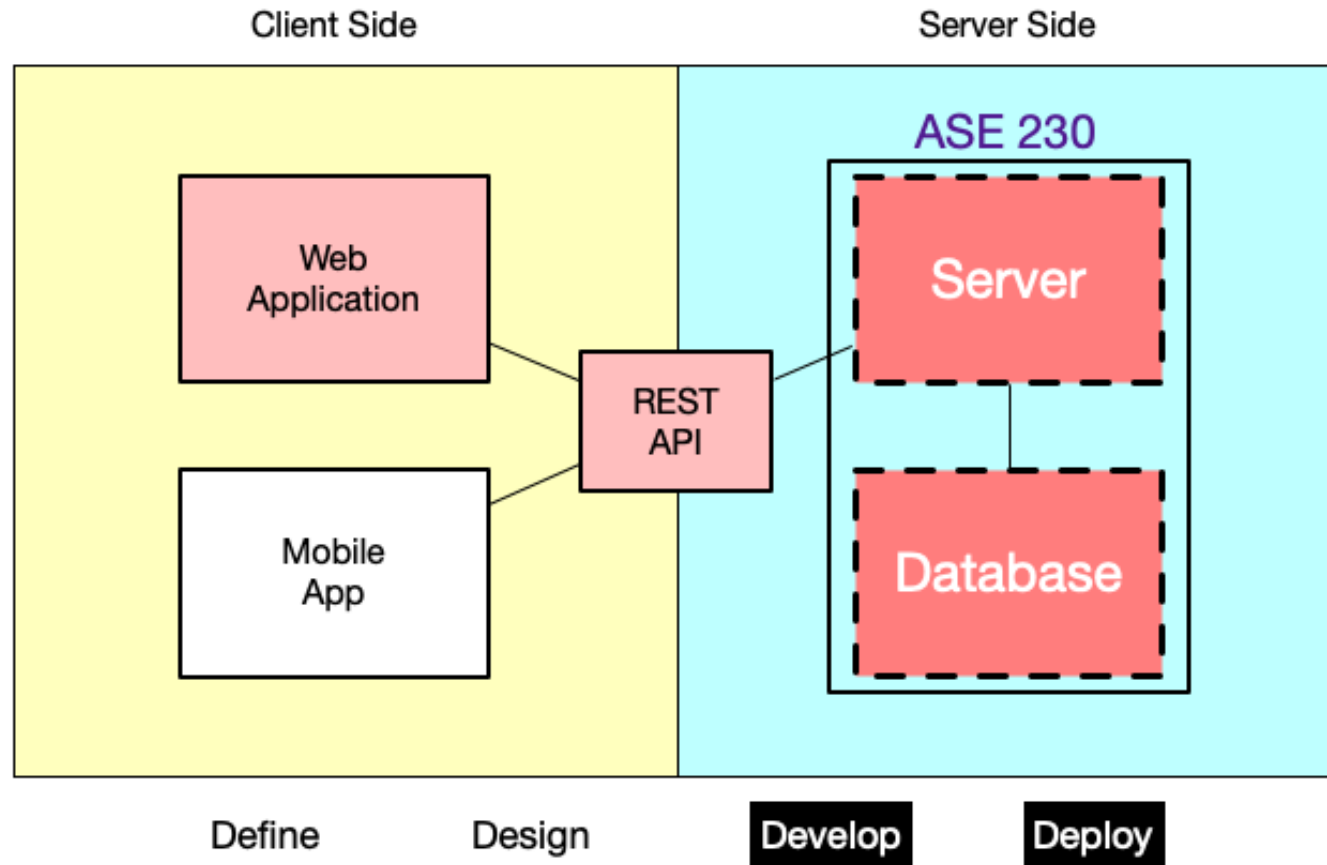 Client Side
Server Side
ASE 230
Web
Application
Server
REST
API
Mobile
App
Database
Define
Design
Develop
Deploy